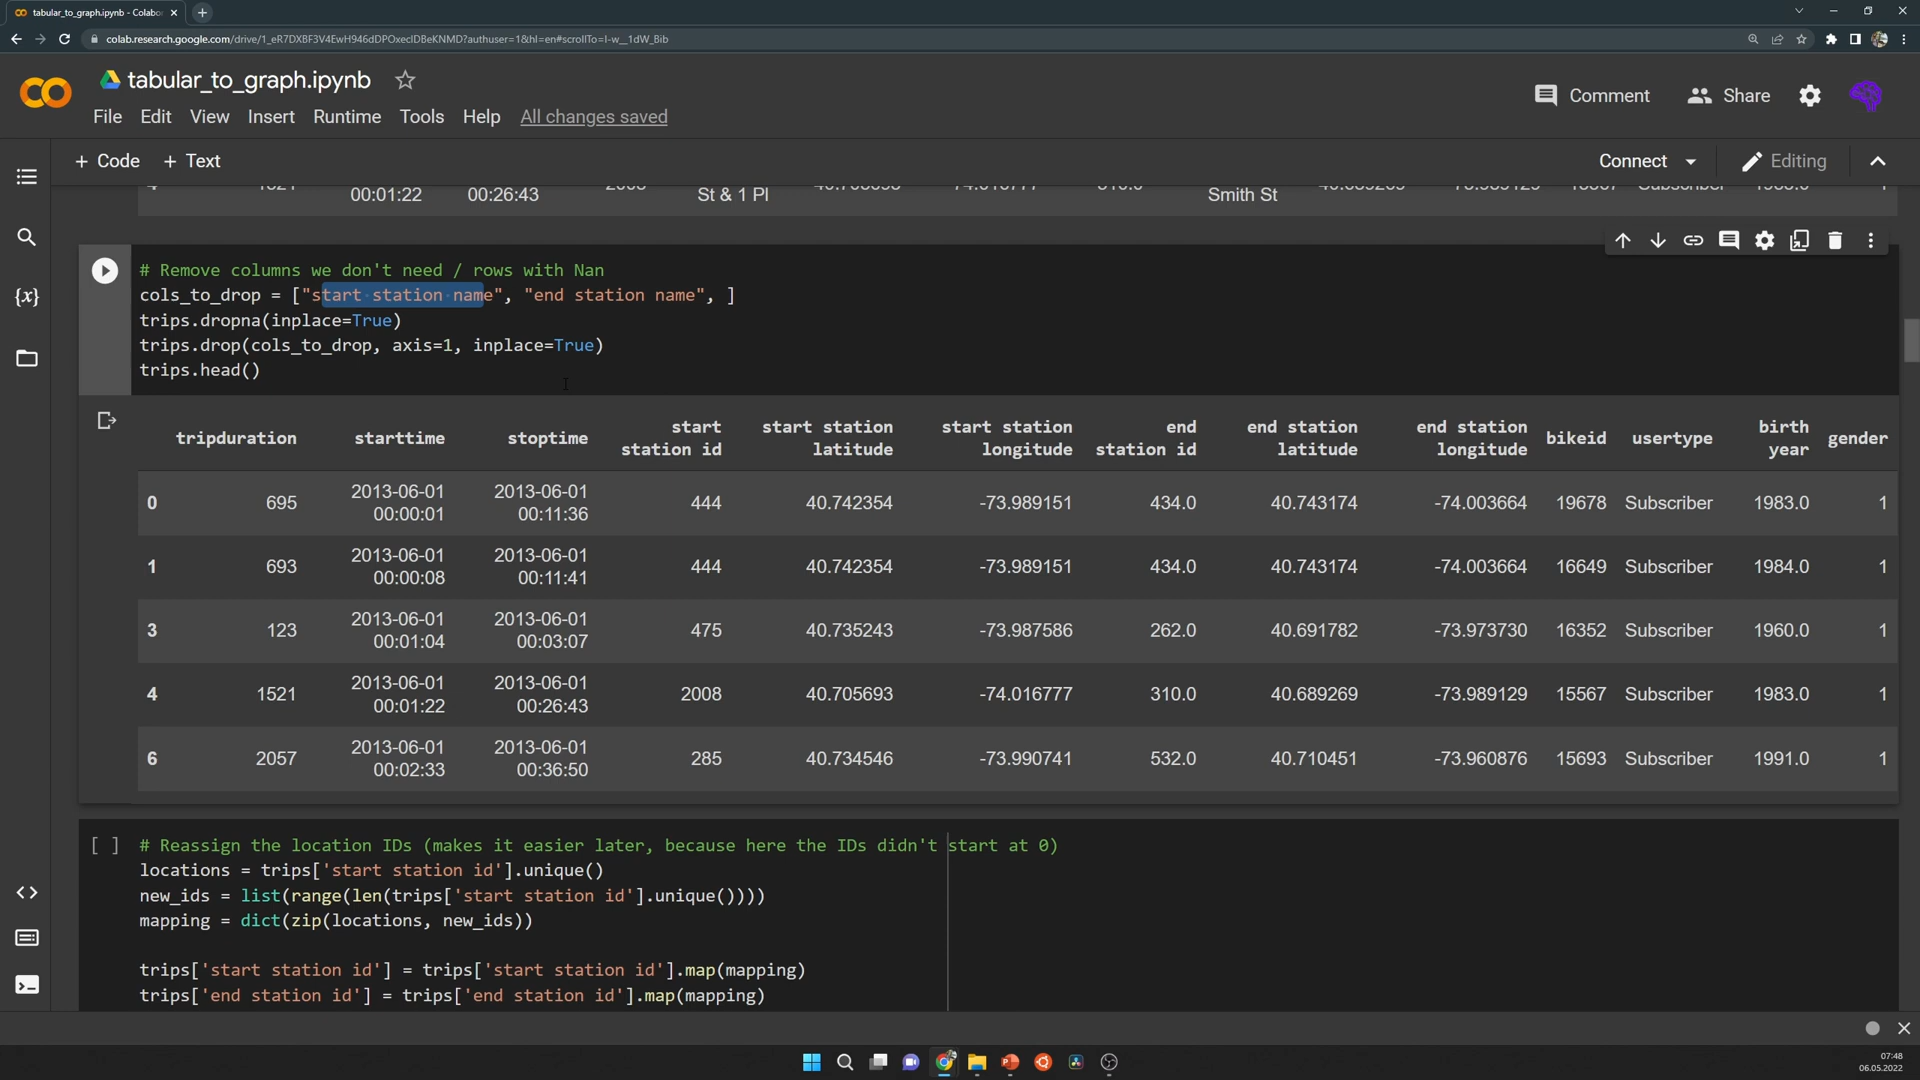 tabular_to_graph.ipynb - Colabo
colab.research.google.com/drive/1_eR7DXBF3V4EwH946dDPOxecIDBeKNMD?authuser=1&hl=en#scrollTo=I-w__1dW_Bib
tabular_to_graph.ipynb
Comment
Share
File Edit View Insert Runtime Tools Help All changes saved
+ Code + Text
Connect
Editing
00:01:22 00:26:43 St & 1 Pl Smith St
# Remove columns we don't need / rows with Nan
cols_to_drop = ["start station name", "end station name", ]
trips.dropna(inplace=True)
trips.drop(cols_to_drop, axis=1, inplace=True)
trips.head()
start start station start station end end station end station birth
tripduration starttime stoptime bikeid usertype gender
station id latitude longitude station id latitude longitude year
2013-06-01 2013-06-01
0 695 444 40.742354 -73.989151 434.0 40.743174 -74.003664 19678 Subscriber 1983.0 1
00:00:01 00:11:36
2013-06-01 2013-06-01
1 693 444 40.742354 -73.989151 434.0 40.743174 -74.003664 16649 Subscriber 1984.0 1
00:00:08 00:11:41
2013-06-01 2013-06-01
3 123 475 40.735243 -73.987586 262.0 40.691782 -73.973730 16352 Subscriber 1960.0 1
00:01:04 00:03:07
2013-06-01 2013-06-01
4 1521 2008 40.705693 -74.016777 310.0 40.689269 -73.989129 15567 Subscriber 1983.0 1
00:01:22 00:26:43
2013-06-01 2013-06-01
6 2057 285 40.734546 -73.990741 532.0 40.710451 -73.960876 15693 Subscriber 1991.0 1
00:02:33 00:36:50
[ ] # Reassign the location IDs (makes it easier later, because here the IDs didn't start at 0)
locations = trips['start station id'].unique()
new_ids = list(range(len(trips['start station id'].unique())))
mapping = dict(zip(locations, new_ids))
trips['start station id'] = trips['start station id'].map(mapping)
trips['end station id'] = trips['end station id'].map(mapping)
07:48
06.05.2022